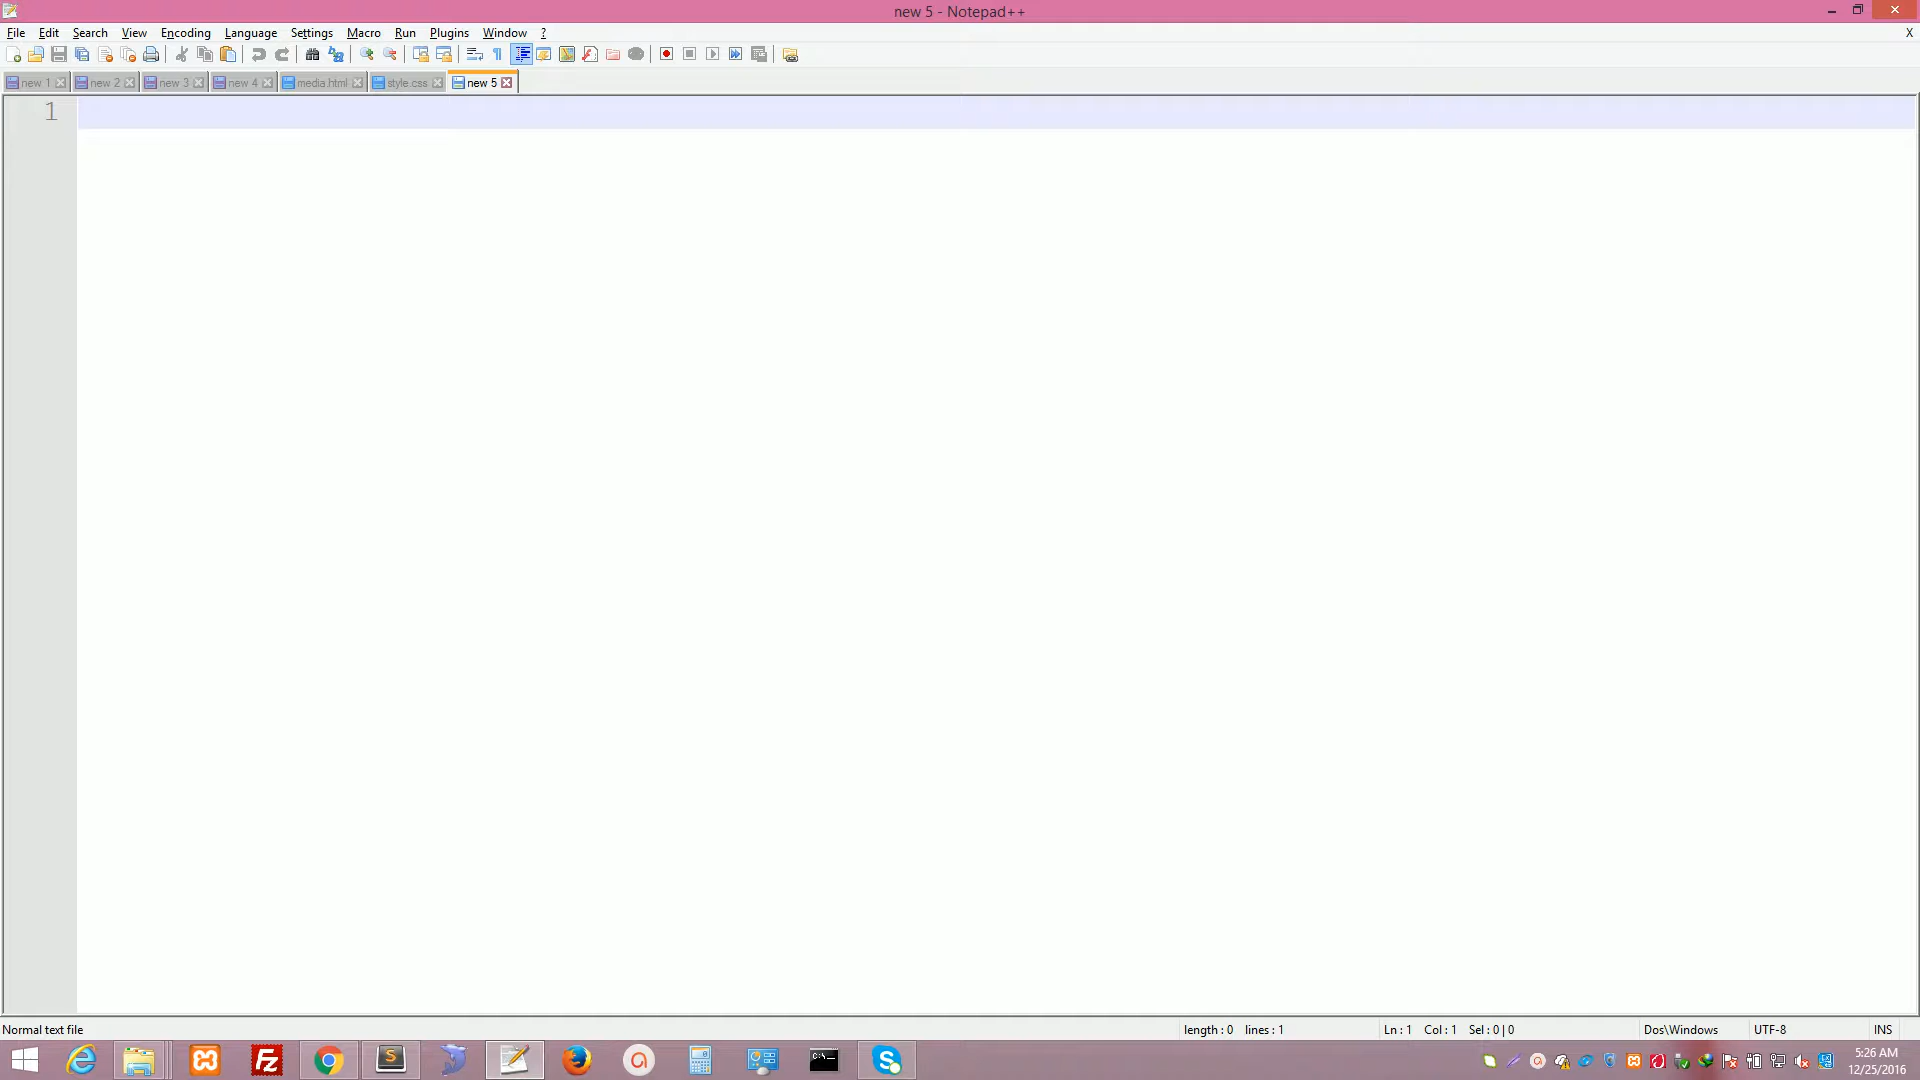 new 5 - Notepad++
File Edit Search View Encoding Language Settings Macro Run Plugins Window ? X
new 1 new 2 new 3 new 4 media.html style.css new 5
1
Normal text file length : 0 lines : 1 Ln : 1 Col : 1 Sel : 0 | 0 Dos\Windows UTF-8 INS
5:26 AM
12/25/2016